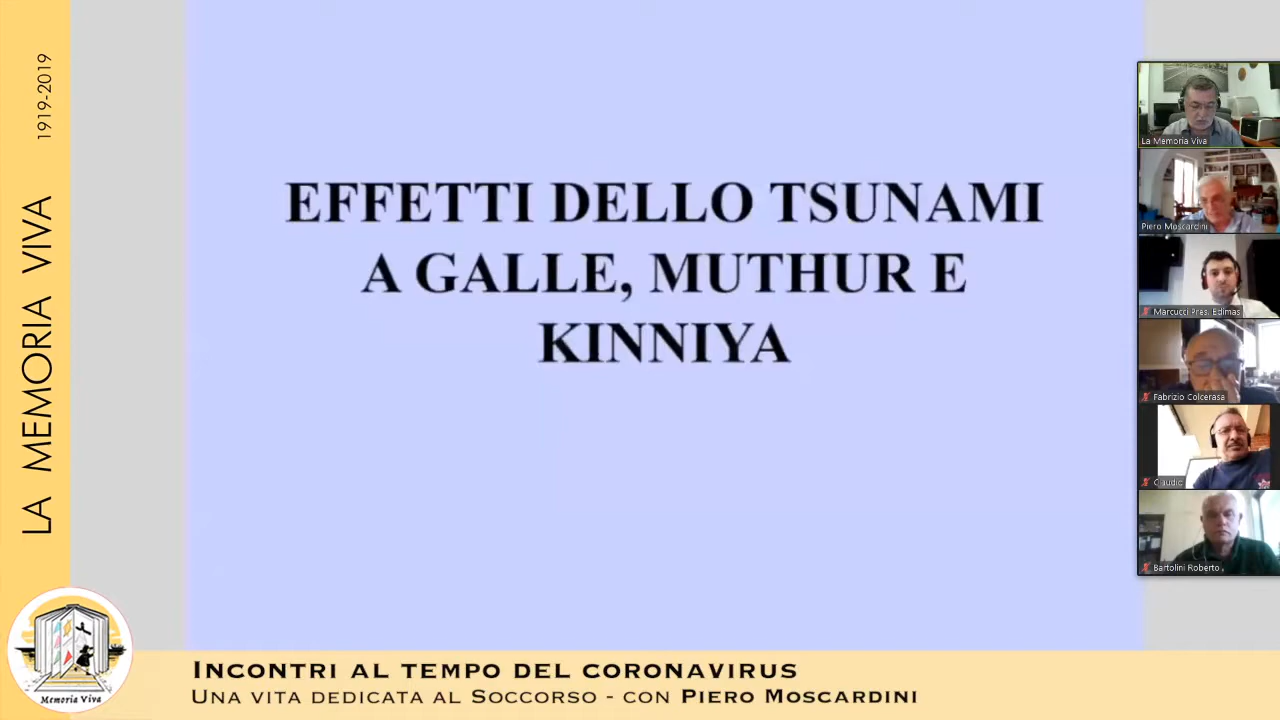 LA MEMORIA VIVA 1919-2019
EFFETTI DELLO TSUNAMI
A GALLE, MUTHUR E
KINNIYA
La Memoria Viva
Piero Moscardini
Marcucci Pres. Edimas
Fabrizio Colcerasa
Claudio
Bartolini Roberto
Memoria Viva
INCONTRI AL TEMPO DEL CORONAVIRUS
UNA VITA DEDICATA AL SOCCORSO - CON PIERO MOSCARDINI